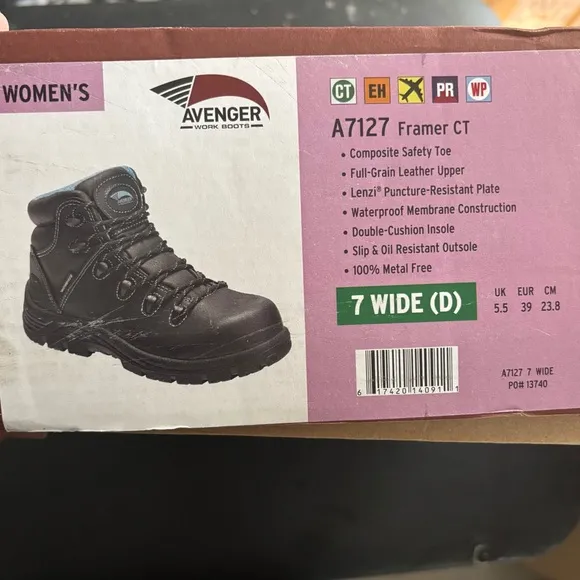 WOMEN'S
AVENGER
WORK BOOTS
CT EH PR WP
A7127 Framer CT
• Composite Safety Toe
• Full-Grain Leather Upper
• Lenzi® Puncture-Resistant Plate
• Waterproof Membrane Construction
• Double-Cushion Insole
• Slip & Oil Resistant Outsole
• 100% Metal Free
7 WIDE (D)
UK EUR CM
5.5 39 23.8
6 17420 14091 1
A7127 7 WIDE
PO# 13740